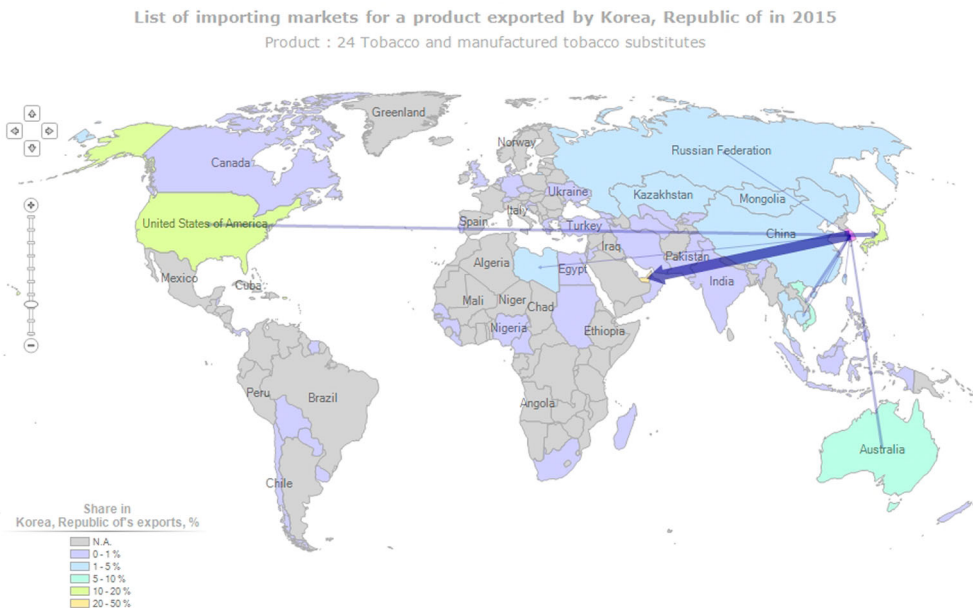 List of importing markets for a product exported by Korea, Republic of in 2015
Product : 24 Tobacco and manufactured tobacco substitutes
Greenland
Norway
Russian Federation
Canada
Ukraine
Kazakhstan
Mongolia
United States of America
Spain
Italy
Turkey
China
Iraq
Pakistan
Algeria
Egypt
India
Mexico
Cuba
Mali
Niger
Chad
Nigeria
Ethiopia
Peru
Brazil
Angola
Australia
Chile
Share in
Korea, Republic of's exports, %
N.A.
0 - 1 %
1 - 5 %
5 - 10 %
10 - 20 %
20 - 50 %